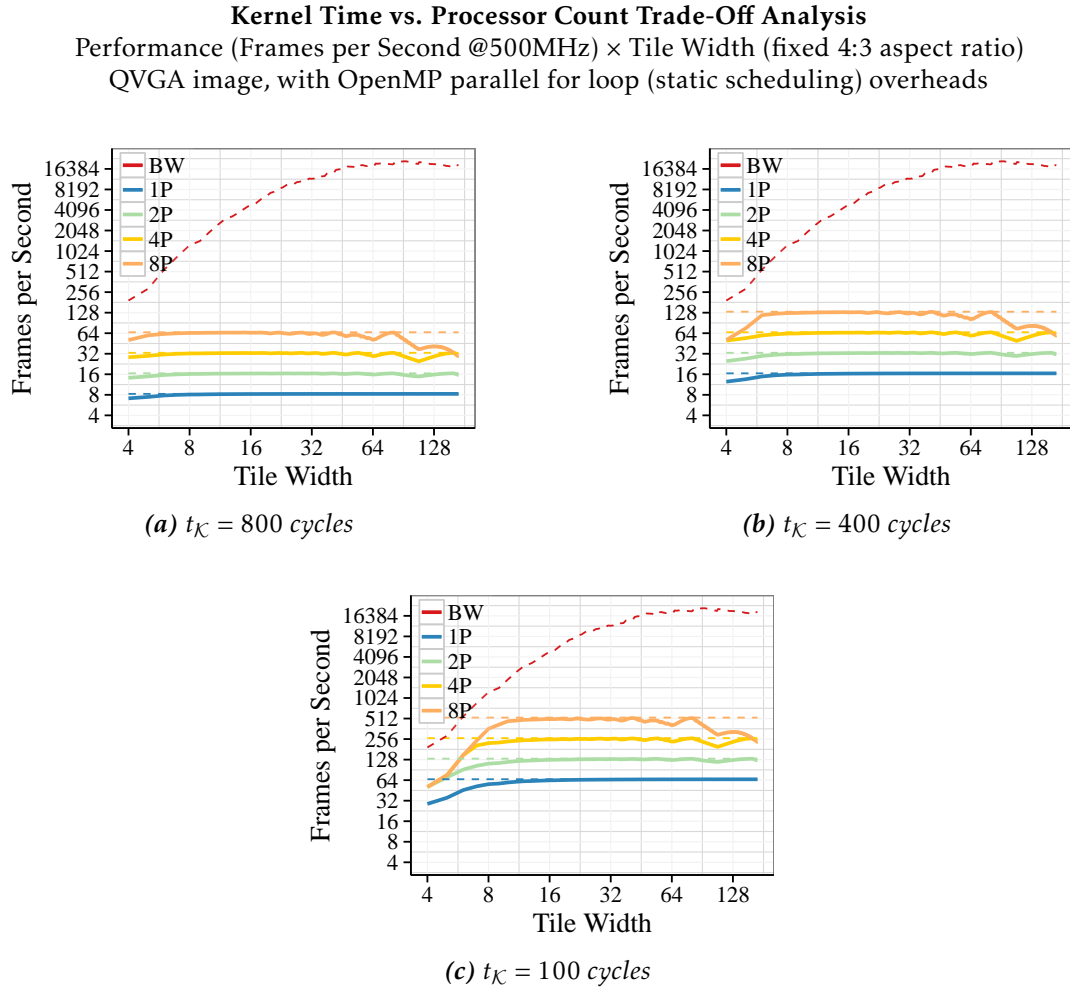 Kernel Time vs. Processor Count Trade-Off Analysis
Performance (Frames per Second @500MHz) × Tile Width (fixed 4:3 aspect ratio)
QVGA image, with OpenMP parallel for loop (static scheduling) overheads
Frames per Second
16384
8192
4096
2048
1024
512
256
128
64
32
16
8
4
BW
1P
2P
4P
8P
4 8 16 32 64 128
Tile Width
(a) t𝒦 = 800 cycles
Frames per Second
16384
8192
4096
2048
1024
512
256
128
64
32
16
8
4
BW
1P
2P
4P
8P
4 8 16 32 64 128
Tile Width
(b) t𝒦 = 400 cycles
Frames per Second
16384
8192
4096
2048
1024
512
256
128
64
32
16
8
4
BW
1P
2P
4P
8P
4 8 16 32 64 128
Tile Width
(c) t𝒦 = 100 cycles